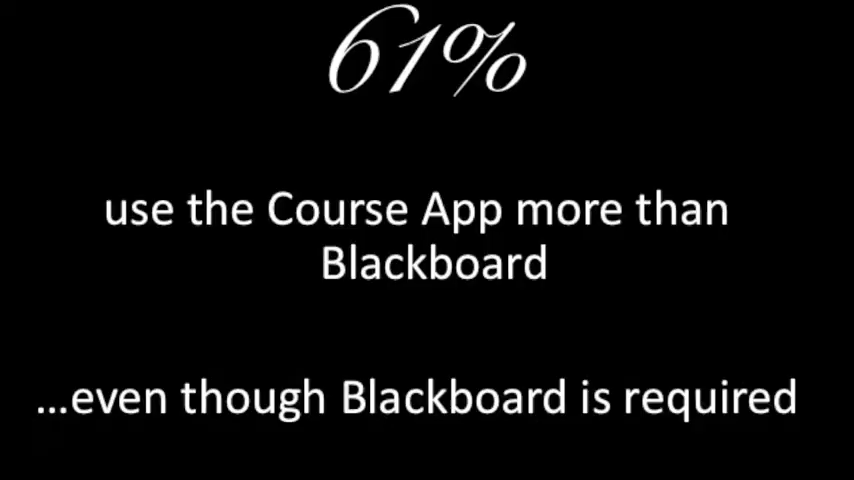 61%
use the Course App more than
Blackboard
...even though Blackboard is required